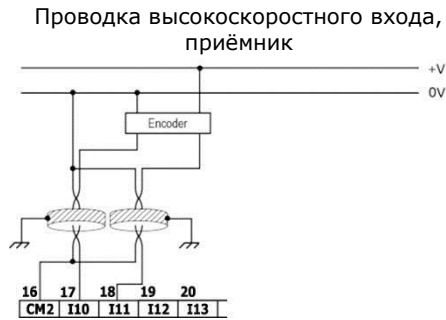 Проводка высокоскоростного входа,
приёмник
+V
0V
Encoder
16 17 18 19 20
CM2 I10 I11 I12 I13